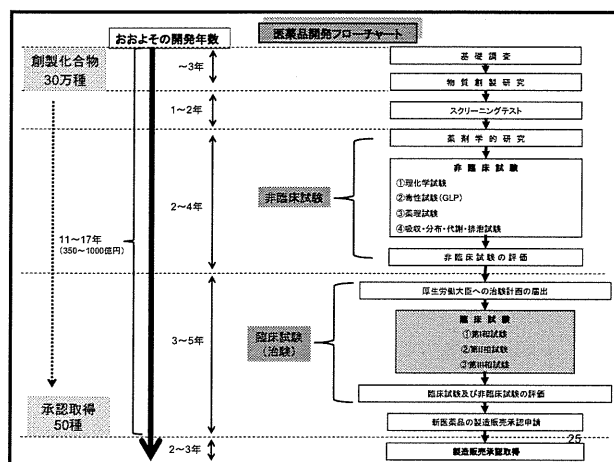 おおよその開発年数
医薬品開発フローチャート
創製化合物
30万種
～3年
基礎調査
物質創製研究
1～2年
スクリーニングテスト
薬剤学的研究
非臨床試験
2～4年
非臨床試験
①理化学試験
②毒性試験(GLP)
③薬理試験
④吸収・分布・代謝・排泄試験
非臨床試験の評価
11～17年
(350～1000億円)
厚生労働大臣への治験計画の届出
3～5年
臨床試験
(治験)
臨床試験
①第Ⅰ相試験
②第Ⅱ相試験
③第Ⅲ相試験
臨床試験及び非臨床試験の評価
承認取得
50種
新医薬品の製造販売承認申請
25
2～3年
製造販売承認取得